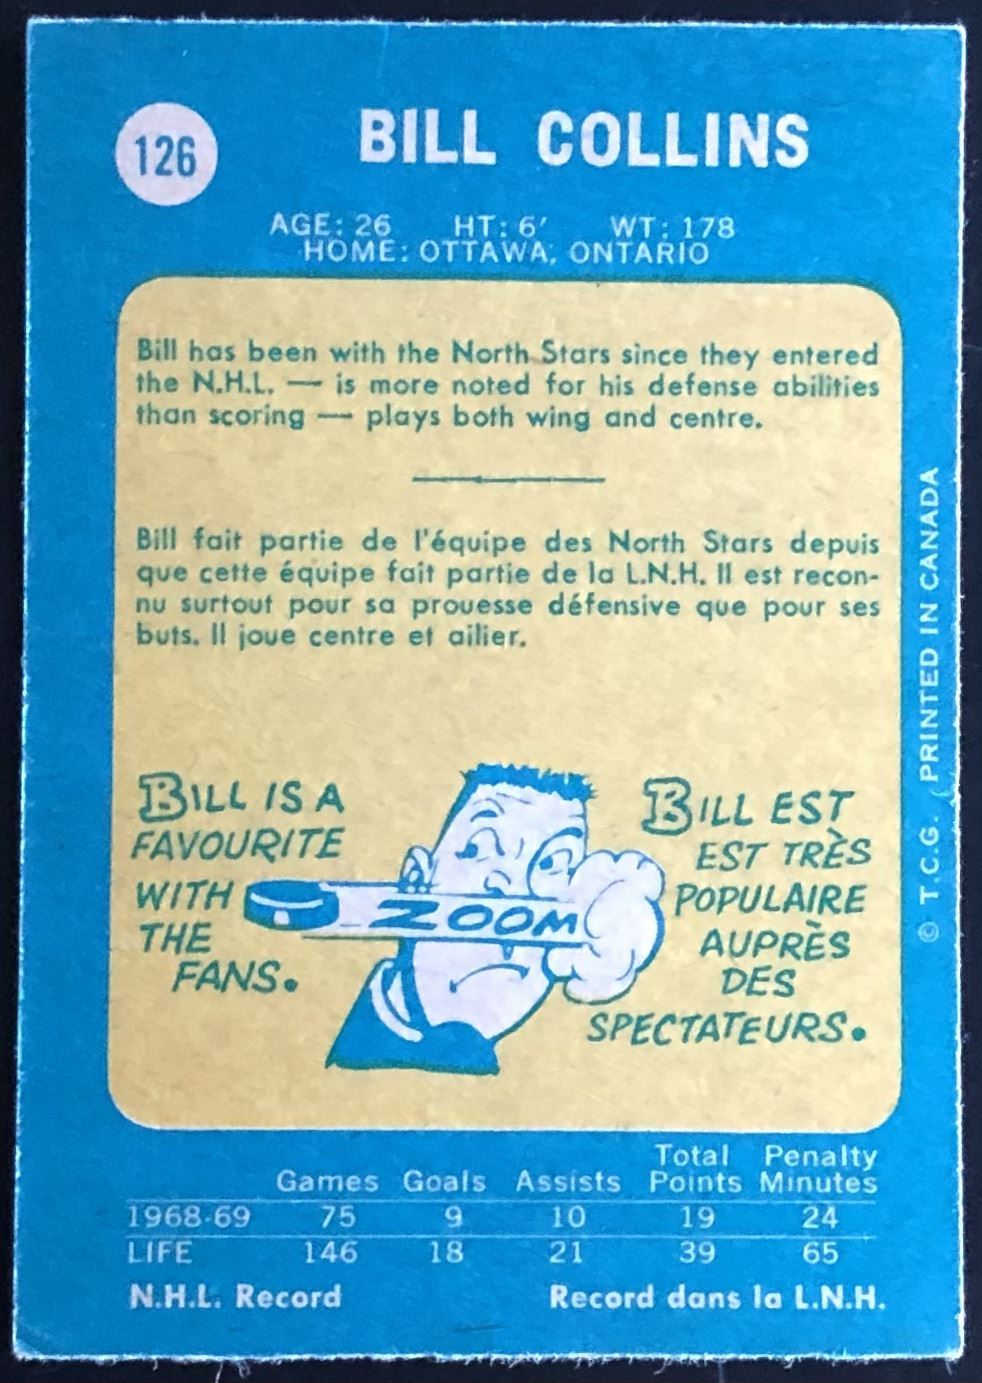 126
BILL COLLINS
AGE: 26 HT: 6' WT: 178
HOME: OTTAWA, ONTARIO
Bill has been with the North Stars since they entered
the N.H.L. — is more noted for his defense abilities
than scoring — plays both wing and centre.
Bill fait partie de l'équipe des North Stars depuis
que cette équipe fait partie de la L.N.H. Il est recon-
nu surtout pour sa prouesse défensive que pour ses
buts. Il joue centre et ailier.
BILL IS A
FAVOURITE
WITH
THE
FANS.
ZOOM
BILL EST
EST TRÈS
POPULAIRE
AUPRÈS
DES
SPECTATEURS.
© T.C.G. PRINTED IN CANADA
Games Goals Assists Total Points Penalty Minutes
1968-69 75 9 10 19 24
LIFE 146 18 21 39 65
N.H.L. Record Record dans la L.N.H.